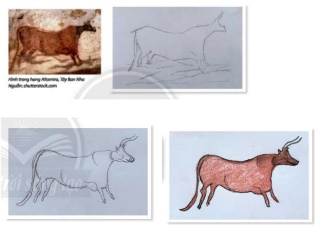 Hình trong hang Altamira, Tây Ban Nha
Nguồn: shutterstock.com